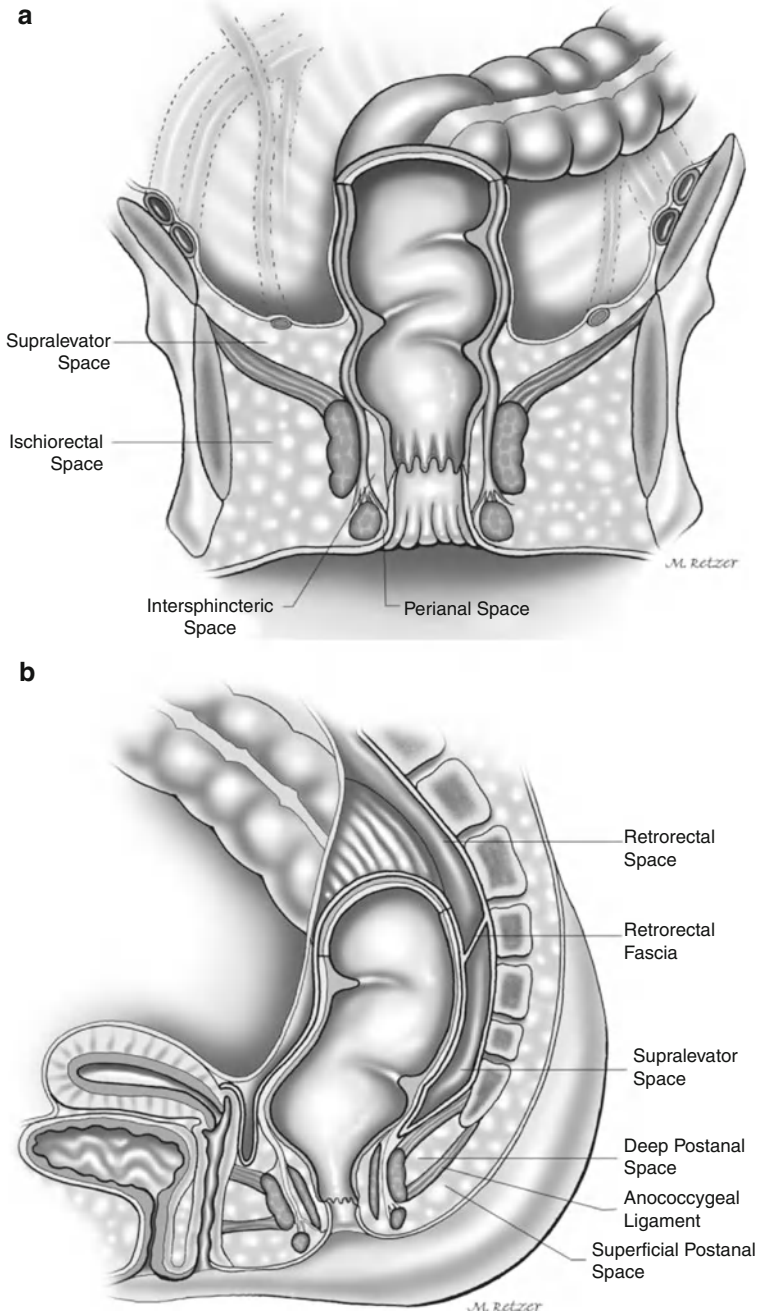 a
Supralevator
Space
Ischiorectal
Space
M. Retzer
Intersphincteric
Space
Perianal Space
b
Retrorectal
Space
Retrorectal
Fascia
Supralevator
Space
Deep Postanal
Space
Anococcygeal
Ligament
Superficial Postanal
Space
M. Retzer